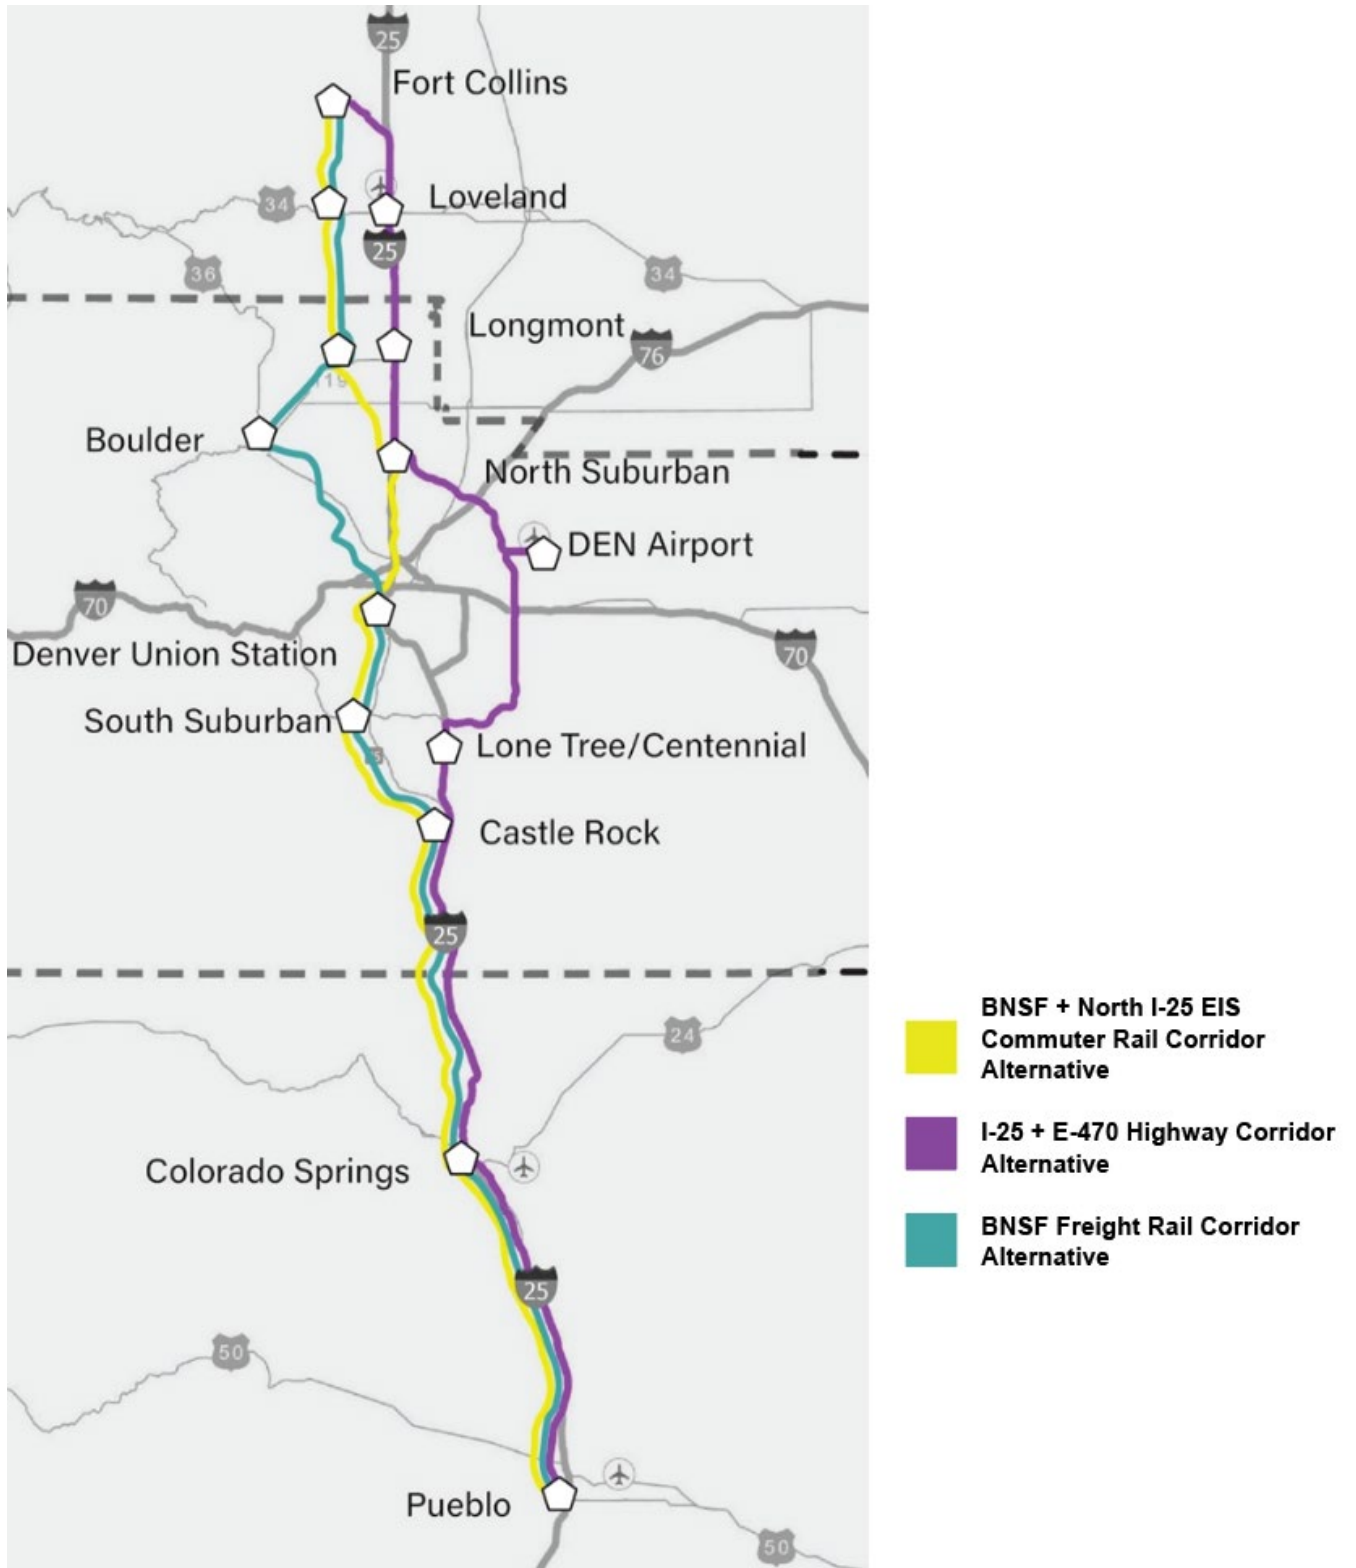 25
Fort Collins
34
Loveland
25
36
34
Longmont
76
119
Boulder
North Suburban
DEN Airport
70
Denver Union Station
70
South Suburban
Lone Tree/Centennial
Castle Rock
25
BNSF + North I-25 EIS
Commuter Rail Corridor
Alternative
24
I-25 + E-470 Highway Corridor
Alternative
Colorado Springs
BNSF Freight Rail Corridor
Alternative
25
50
Pueblo
50